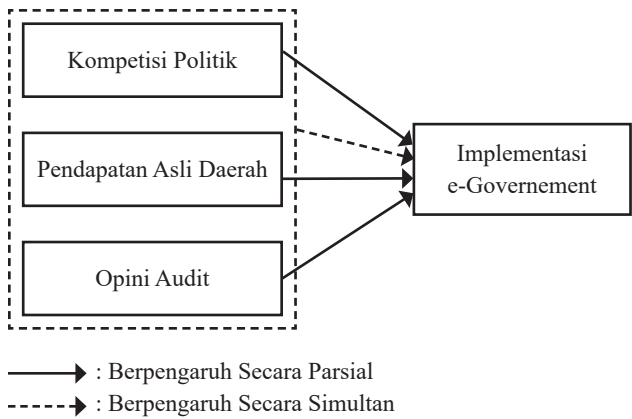 Kompetisi Politik
Pendapatan Asli Daerah
Opini Audit
Implementasi
e-Governement
: Berpengaruh Secara Parsial
: Berpengaruh Secara Simultan